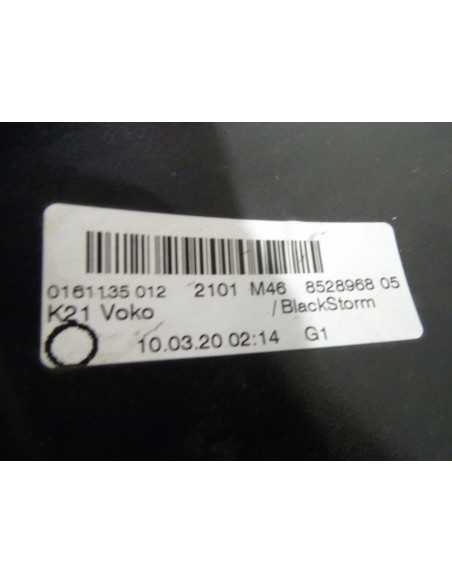 0161135 012 2101 M46 8528968 05
K21 Voko /BlackStorm
10.03.20 02:14 G1